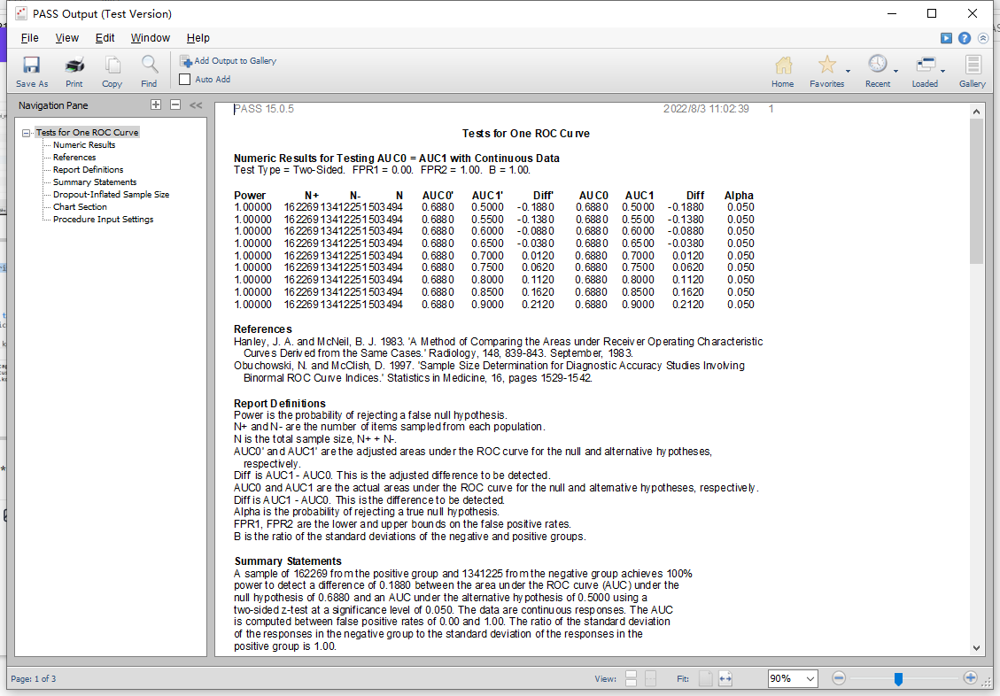 PASS Output (Test Version)
File View Edit Window Help
Save As Print Copy Find
Add Output to Gallery
Auto Add
Home Favorites Recent Loaded Gallery
Navigation Pane
Tests for One ROC Curve
Numeric Results
References
Report Definitions
Summary Statements
Dropout-Inflated Sample Size
Chart Section
Procedure Input Settings
PASS 15.0.5 2022/8/3 11:02:39 1
Tests for One ROC Curve
Numeric Results for Testing AUC0 = AUC1 with Continuous Data
Test Type = Two-Sided. FPR1 = 0.00. FPR2 = 1.00. B = 1.00.
Power N+ N- N AUC0' AUC1' Diff' AUC0 AUC1 Diff Alpha
1.00000 162269 1341225 1503494 0.6880 0.5000 -0.1880 0.6880 0.5000 -0.1880 0.050
1.00000 162269 1341225 1503494 0.6880 0.5500 -0.1380 0.6880 0.5500 -0.1380 0.050
1.00000 162269 1341225 1503494 0.6880 0.6000 -0.0880 0.6880 0.6000 -0.0880 0.050
1.00000 162269 1341225 1503494 0.6880 0.6500 -0.0380 0.6880 0.6500 -0.0380 0.050
1.00000 162269 1341225 1503494 0.6880 0.7000 0.0120 0.6880 0.7000 0.0120 0.050
1.00000 162269 1341225 1503494 0.6880 0.7500 0.0620 0.6880 0.7500 0.0620 0.050
1.00000 162269 1341225 1503494 0.6880 0.8000 0.1120 0.6880 0.8000 0.1120 0.050
1.00000 162269 1341225 1503494 0.6880 0.8500 0.1620 0.6880 0.8500 0.1620 0.050
1.00000 162269 1341225 1503494 0.6880 0.9000 0.2120 0.6880 0.9000 0.2120 0.050
References
Hanley, J. A. and McNeil, B. J. 1983. 'A Method of Comparing the Areas under Receiver Operating Characteristic
Curves Derived from the Same Cases.' Radiology, 148, 839-843. September, 1983.
Obuchowski, N. and McClish, D. 1997. 'Sample Size Determination for Diagnostic Accuracy Studies Involving
Binormal ROC Curve Indices.' Statistics in Medicine, 16, pages 1529-1542.
Report Definitions
Power is the probability of rejecting a false null hypothesis.
N+ and N- are the number of items sampled from each population.
N is the total sample size, N+ + N-.
AUC0' and AUC1' are the adjusted areas under the ROC curve for the null and alternative hypotheses,
respectively.
Diff' is AUC1 - AUC0. This is the adjusted difference to be detected.
AUC0 and AUC1 are the actual areas under the ROC curve for the null and alternative hypotheses, respectively.
Diff is AUC1 - AUC0. This is the difference to be detected.
Alpha is the probability of rejecting a true null hypothesis.
FPR1, FPR2 are the lower and upper bounds on the false positive rates.
B is the ratio of the standard deviations of the negative and positive groups.
Summary Statements
A sample of 162269 from the positive group and 1341225 from the negative group achieves 100%
power to detect a difference of 0.1880 between the area under the ROC curve (AUC) under the
null hypothesis of 0.6880 and an AUC under the alternative hypothesis of 0.5000 using a
two-sided z-test at a significance level of 0.050. The data are continuous responses. The AUC
is computed between false positive rates of 0.00 and 1.00. The ratio of the standard deviation
of the responses in the negative group to the standard deviation of the responses in the
positive group is 1.00.
Page: 1 of 3 View: Fit: 90%